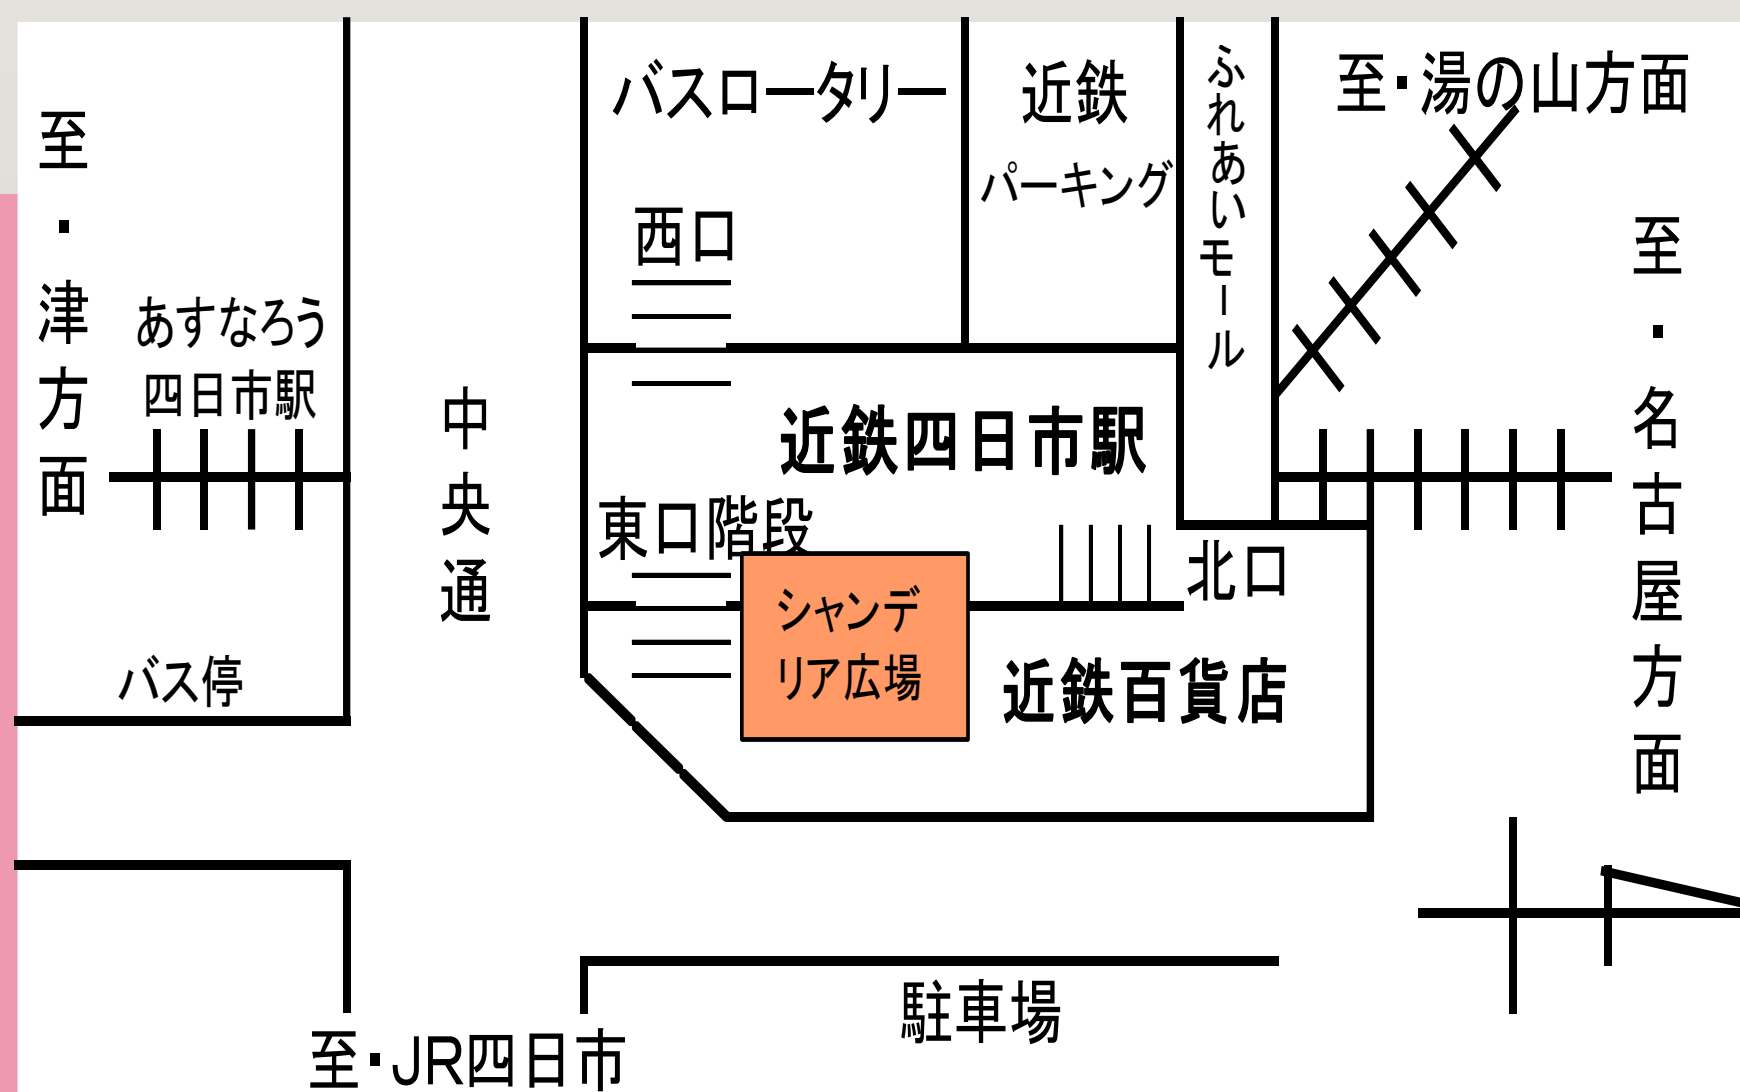 至・津方面
あすなろう
四日市駅
バス停
中央通
バスロータリー
西口
近鉄
パーキング
ふれあいモール
至・湯の山方面
至・名古屋方面
近鉄四日市駅
東口階段
シャンデ
リア広場
北口
近鉄百貨店
駐車場
至・JR四日市